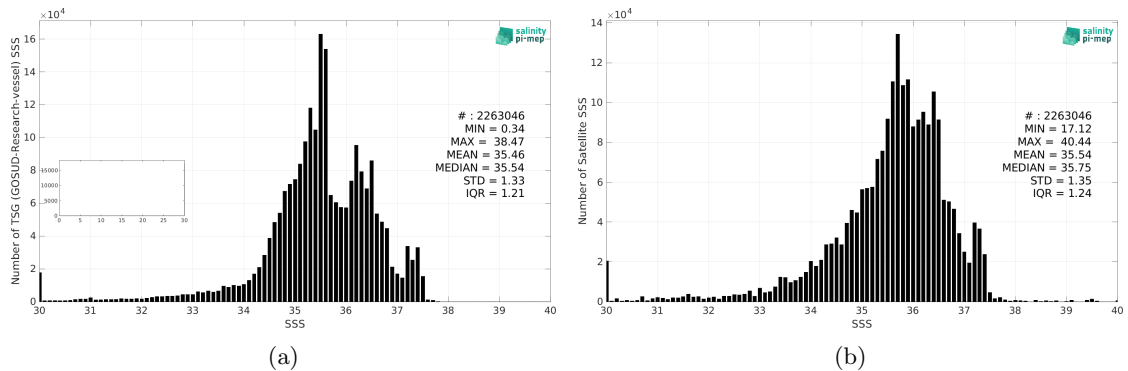 ×10⁴
salinity
pi-mep
Number of TSG (GOSUD-Research-vessel) SSS
16
14
12
10
8
6
4
2
0
# : 2263046
MIN = 0.34
MAX = 38.47
MEAN = 35.46
MEDIAN = 35.54
STD = 1.33
IQR = 1.21
15000
10000
5000
0
0 5 10 15 20 25 30
30 31 32 33 34 35 36 37 38 39 40
SSS
(a)
×10⁴
salinity
pi-mep
Number of Satellite SSS
14
12
10
8
6
4
2
0
# : 2263046
MIN = 17.12
MAX = 40.44
MEAN = 35.54
MEDIAN = 35.75
STD = 1.35
IQR = 1.24
30 31 32 33 34 35 36 37 38 39 40
SSS
(b)